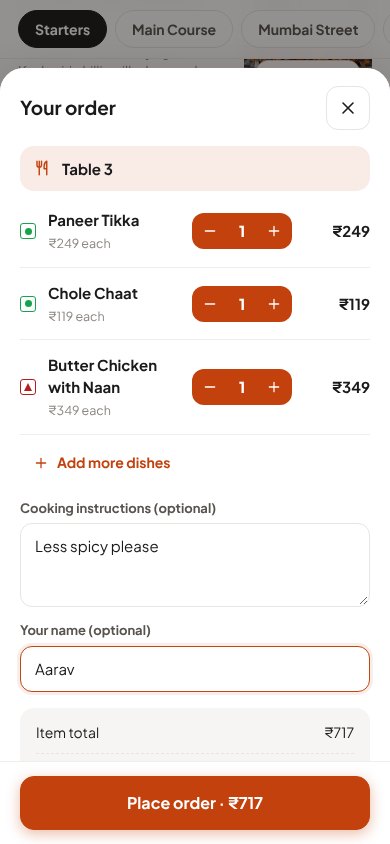 Starters
Main Course
Mumbai Street
Your order
Table 3
Paneer Tikka
₹249 each
1
₹249
Chole Chaat
₹119 each
1
₹119
Butter Chicken
with Naan
₹349 each
1
₹349
Add more dishes
Cooking instructions (optional)
Less spicy please
Your name (optional)
Aarav
Item total
₹717
Place order · ₹717